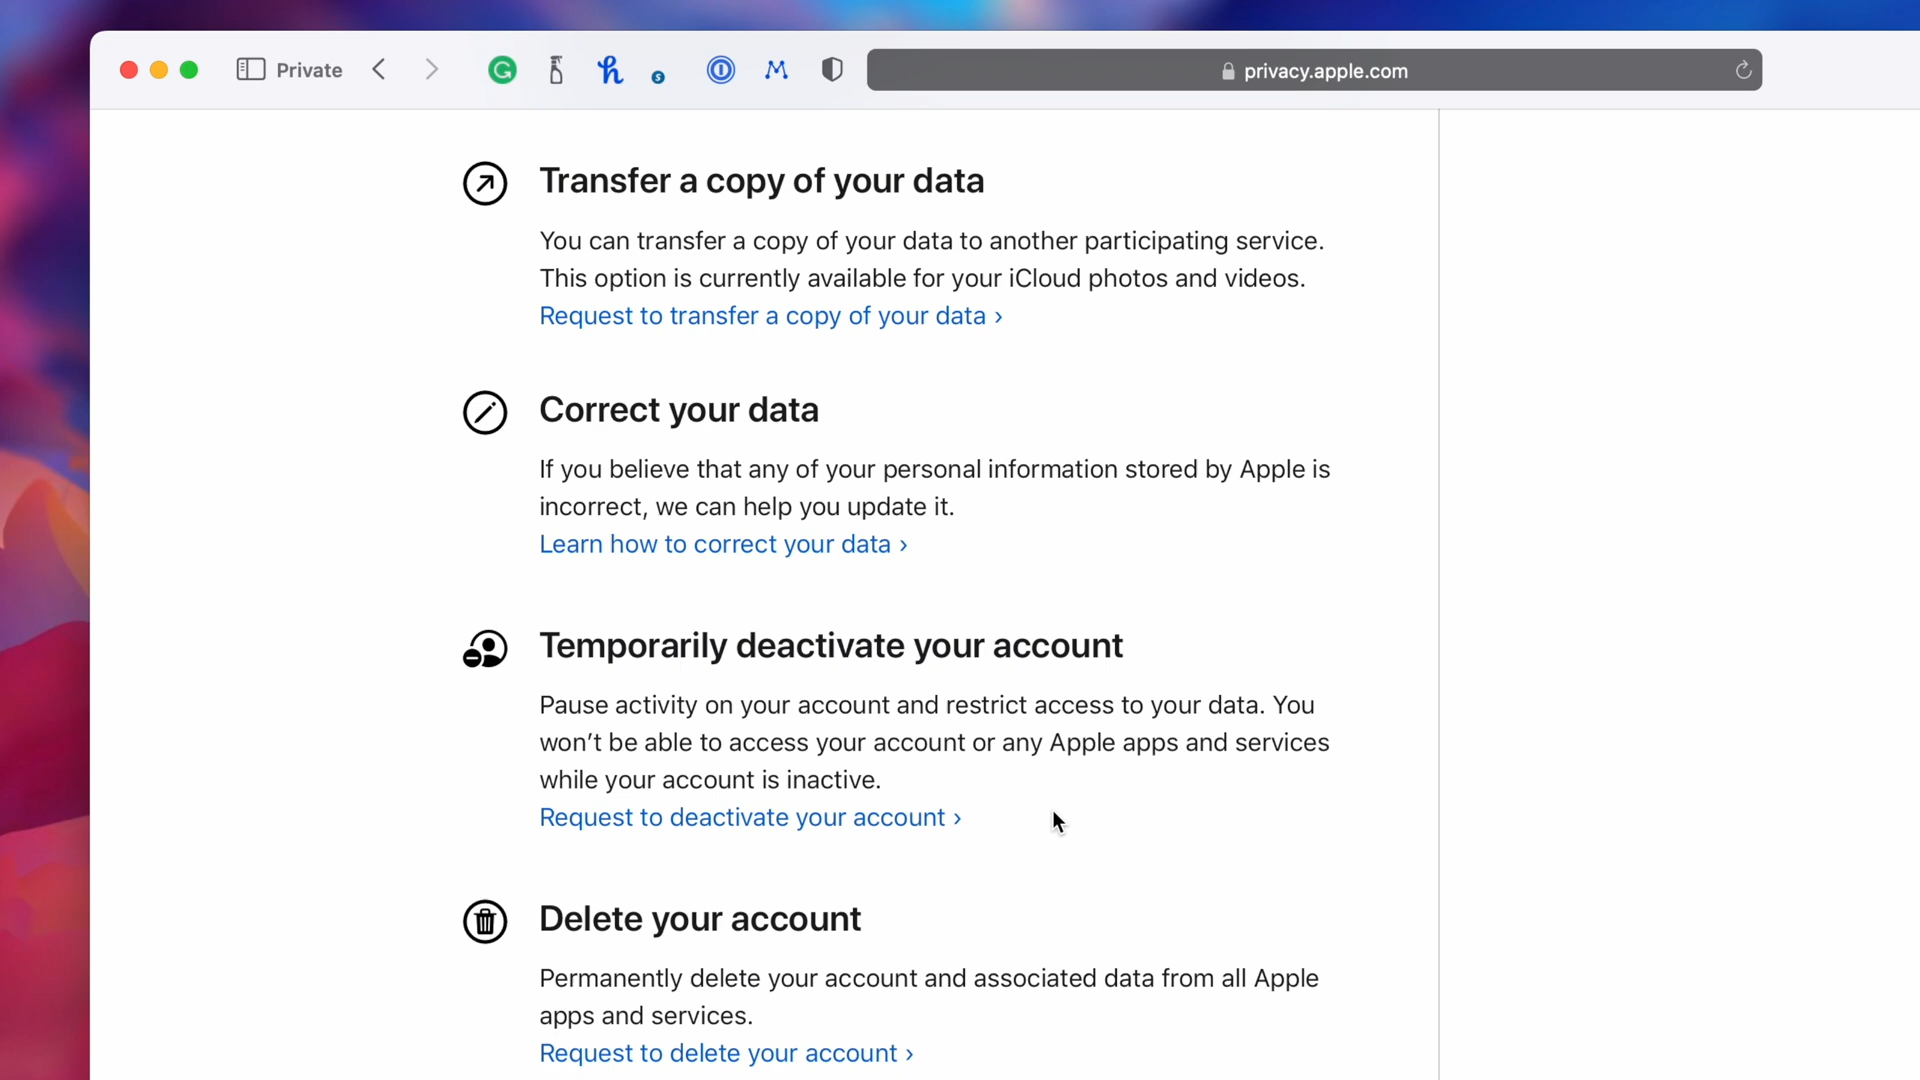 Private
privacy.apple.com
Transfer a copy of your data
You can transfer a copy of your data to another participating service.
This option is currently available for your iCloud photos and videos.
Request to transfer a copy of your data ›
Correct your data
If you believe that any of your personal information stored by Apple is
incorrect, we can help you update it.
Learn how to correct your data ›
Temporarily deactivate your account
Pause activity on your account and restrict access to your data. You
won’t be able to access your account or any Apple apps and services
while your account is inactive.
Request to deactivate your account ›
Delete your account
Permanently delete your account and associated data from all Apple
apps and services.
Request to delete your account ›